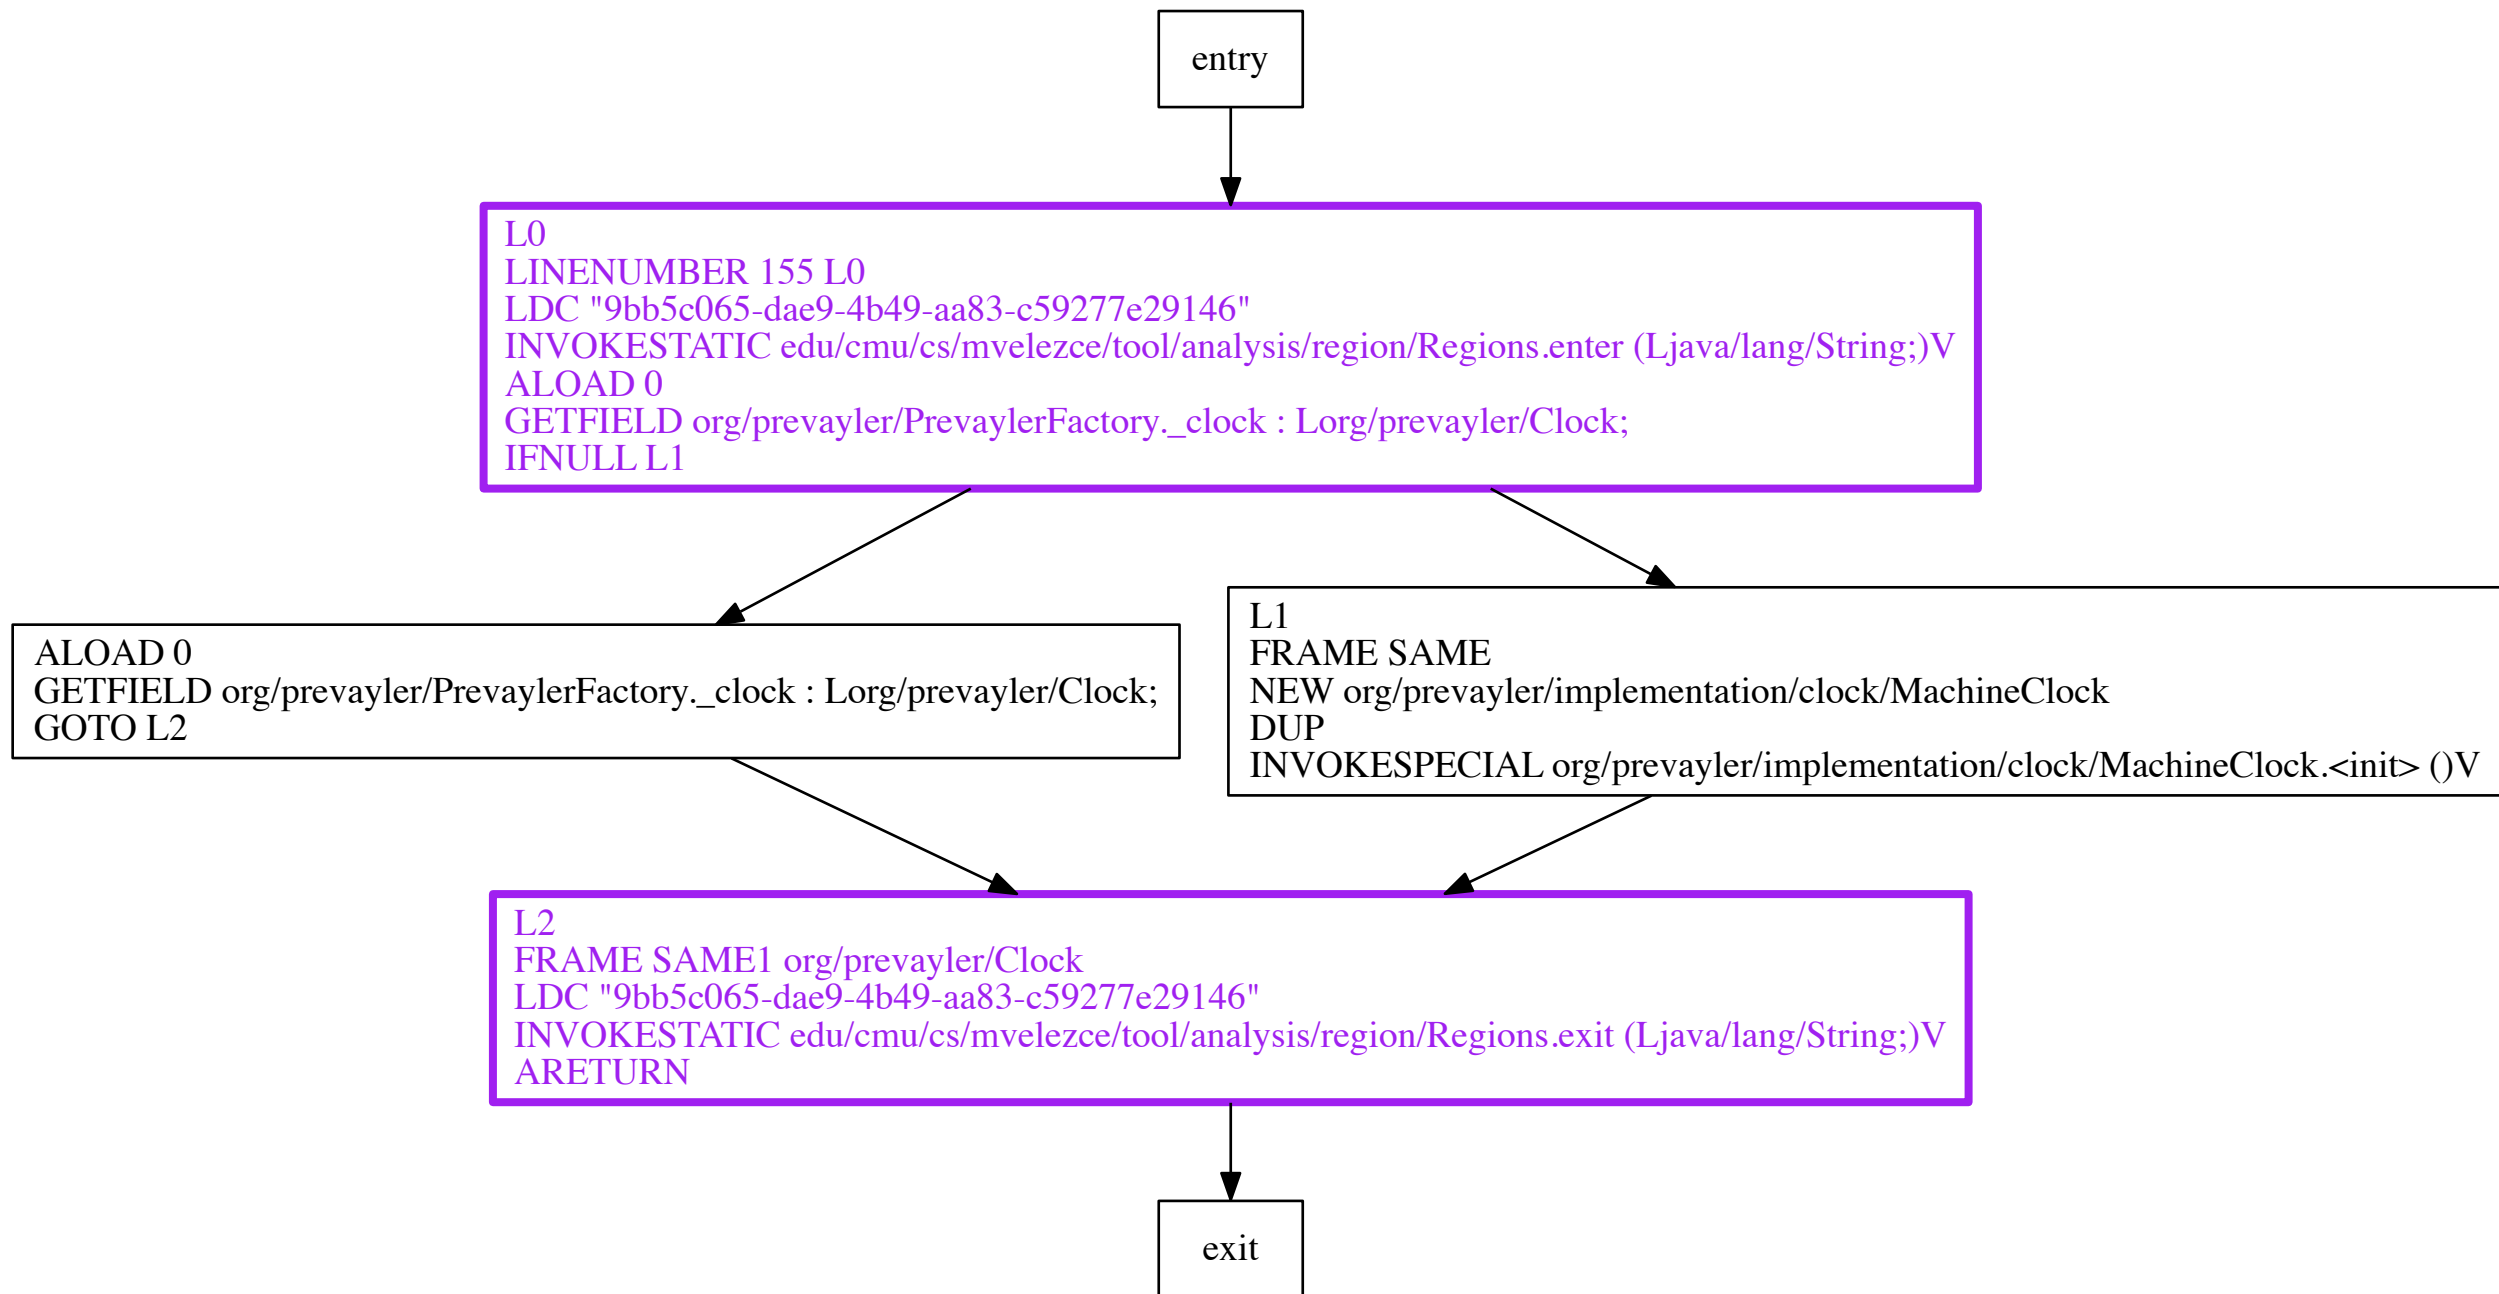 entry
L0
LINENUMBER 155 L0
LDC "9bb5c065-dae9-4b49-aa83-c59277e29146"
INVOKESTATIC edu/cmu/cs/mvelezce/tool/analysis/region/Regions.enter (Ljava/lang/String;)V
ALOAD 0
GETFIELD org/prevayler/PrevaylerFactory._clock : Lorg/prevayler/Clock;
IFNULL L1
ALOAD 0
GETFIELD org/prevayler/PrevaylerFactory._clock : Lorg/prevayler/Clock;
GOTO L2
L1
FRAME SAME
NEW org/prevayler/implementation/clock/MachineClock
DUP
INVOKESPECIAL org/prevayler/implementation/clock/MachineClock.<init> ()V
L2
FRAME SAME1 org/prevayler/Clock
LDC "9bb5c065-dae9-4b49-aa83-c59277e29146"
INVOKESTATIC edu/cmu/cs/mvelezce/tool/analysis/region/Regions.exit (Ljava/lang/String;)V
ARETURN
exit